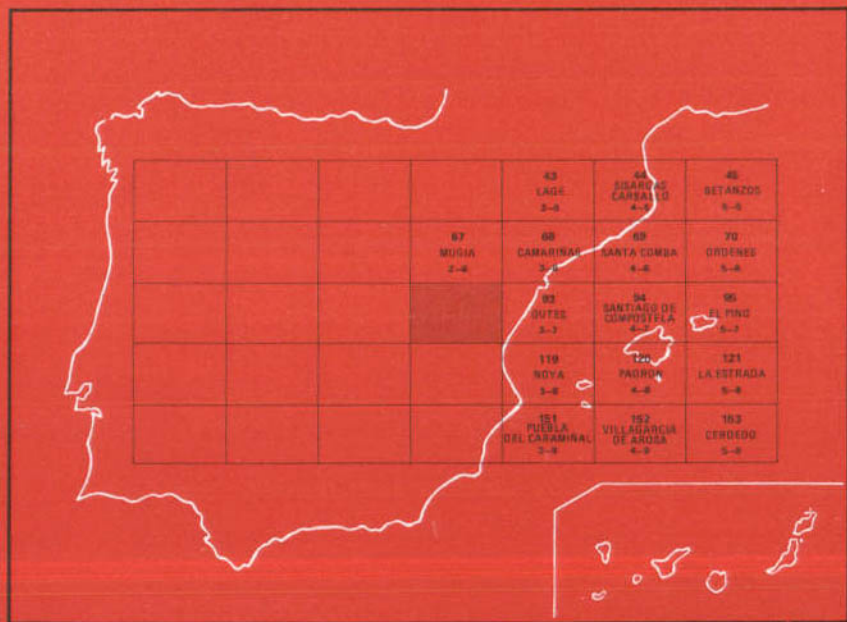 43
LAGE
3-5
44
SISARGAS
CARBALLO
4-5
45
BETANZOS
5-5
67
MUGIA
2-6
68
CAMARIÑAS
3-6
69
SANTA COMBA
4-6
70
ORDENES
5-6
93
OUTES
3-7
94
SANTIAGO DE
COMPOSTELA
4-7
95
EL PINO
5-7
119
NOYA
3-8
120
PADRON
4-8
121
LA ESTRADA
5-8
151
PUEBLA
DEL CARAMIÑAL
3-9
152
VILLAGARCIA
DE AROSA
4-9
153
CERDEDO
5-9